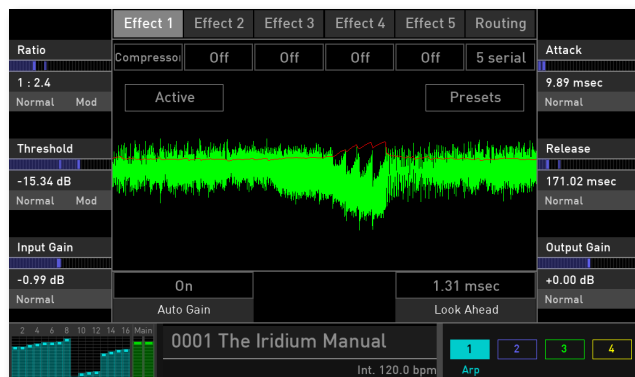 Effect 1 Effect 2 Effect 3 Effect 4 Effect 5 Routing
Ratio
Compressor Off Off Off Off 5 serial
Attack
1 : 2.4
9.89 msec
Normal Mod
Active
Presets
Normal
Threshold
Release
-15.34 dB
171.02 msec
Normal Mod
Normal
Input Gain
Output Gain
-0.99 dB
On
1.31 msec
+0.00 dB
Normal
Auto Gain
Look Ahead
Normal
2 4 6 8 10 12 14 16 Main
0001 The Iridium Manual
1 2 3 4
Int. 120.0 bpm
Arp